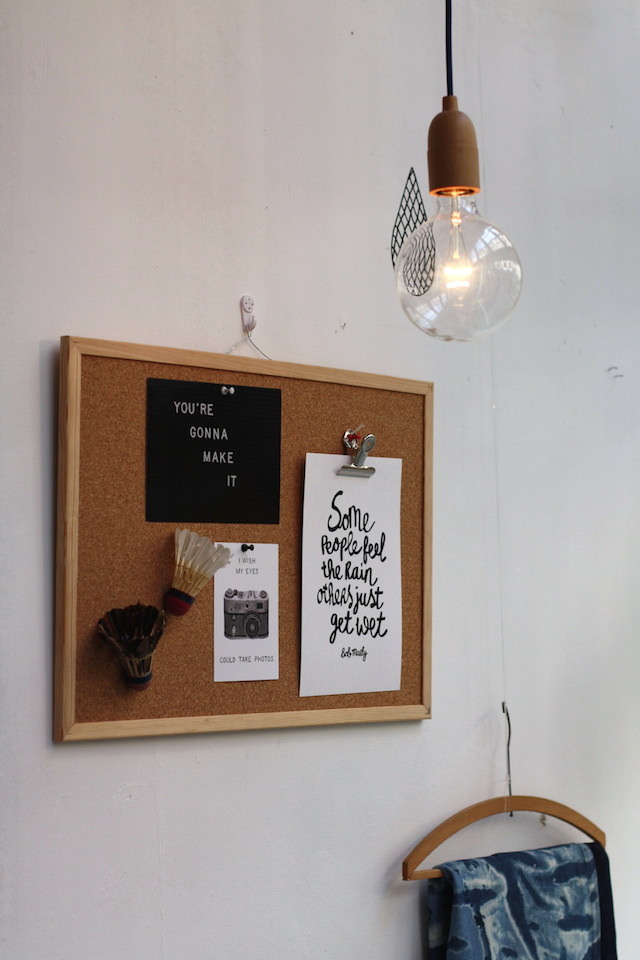 YOU'RE
GONNA
MAKE
IT
Some
People feel
the Rain
others just
get wet
Bob Marly
I WISH
MY EYES
COULD TAKE PHOTOS.